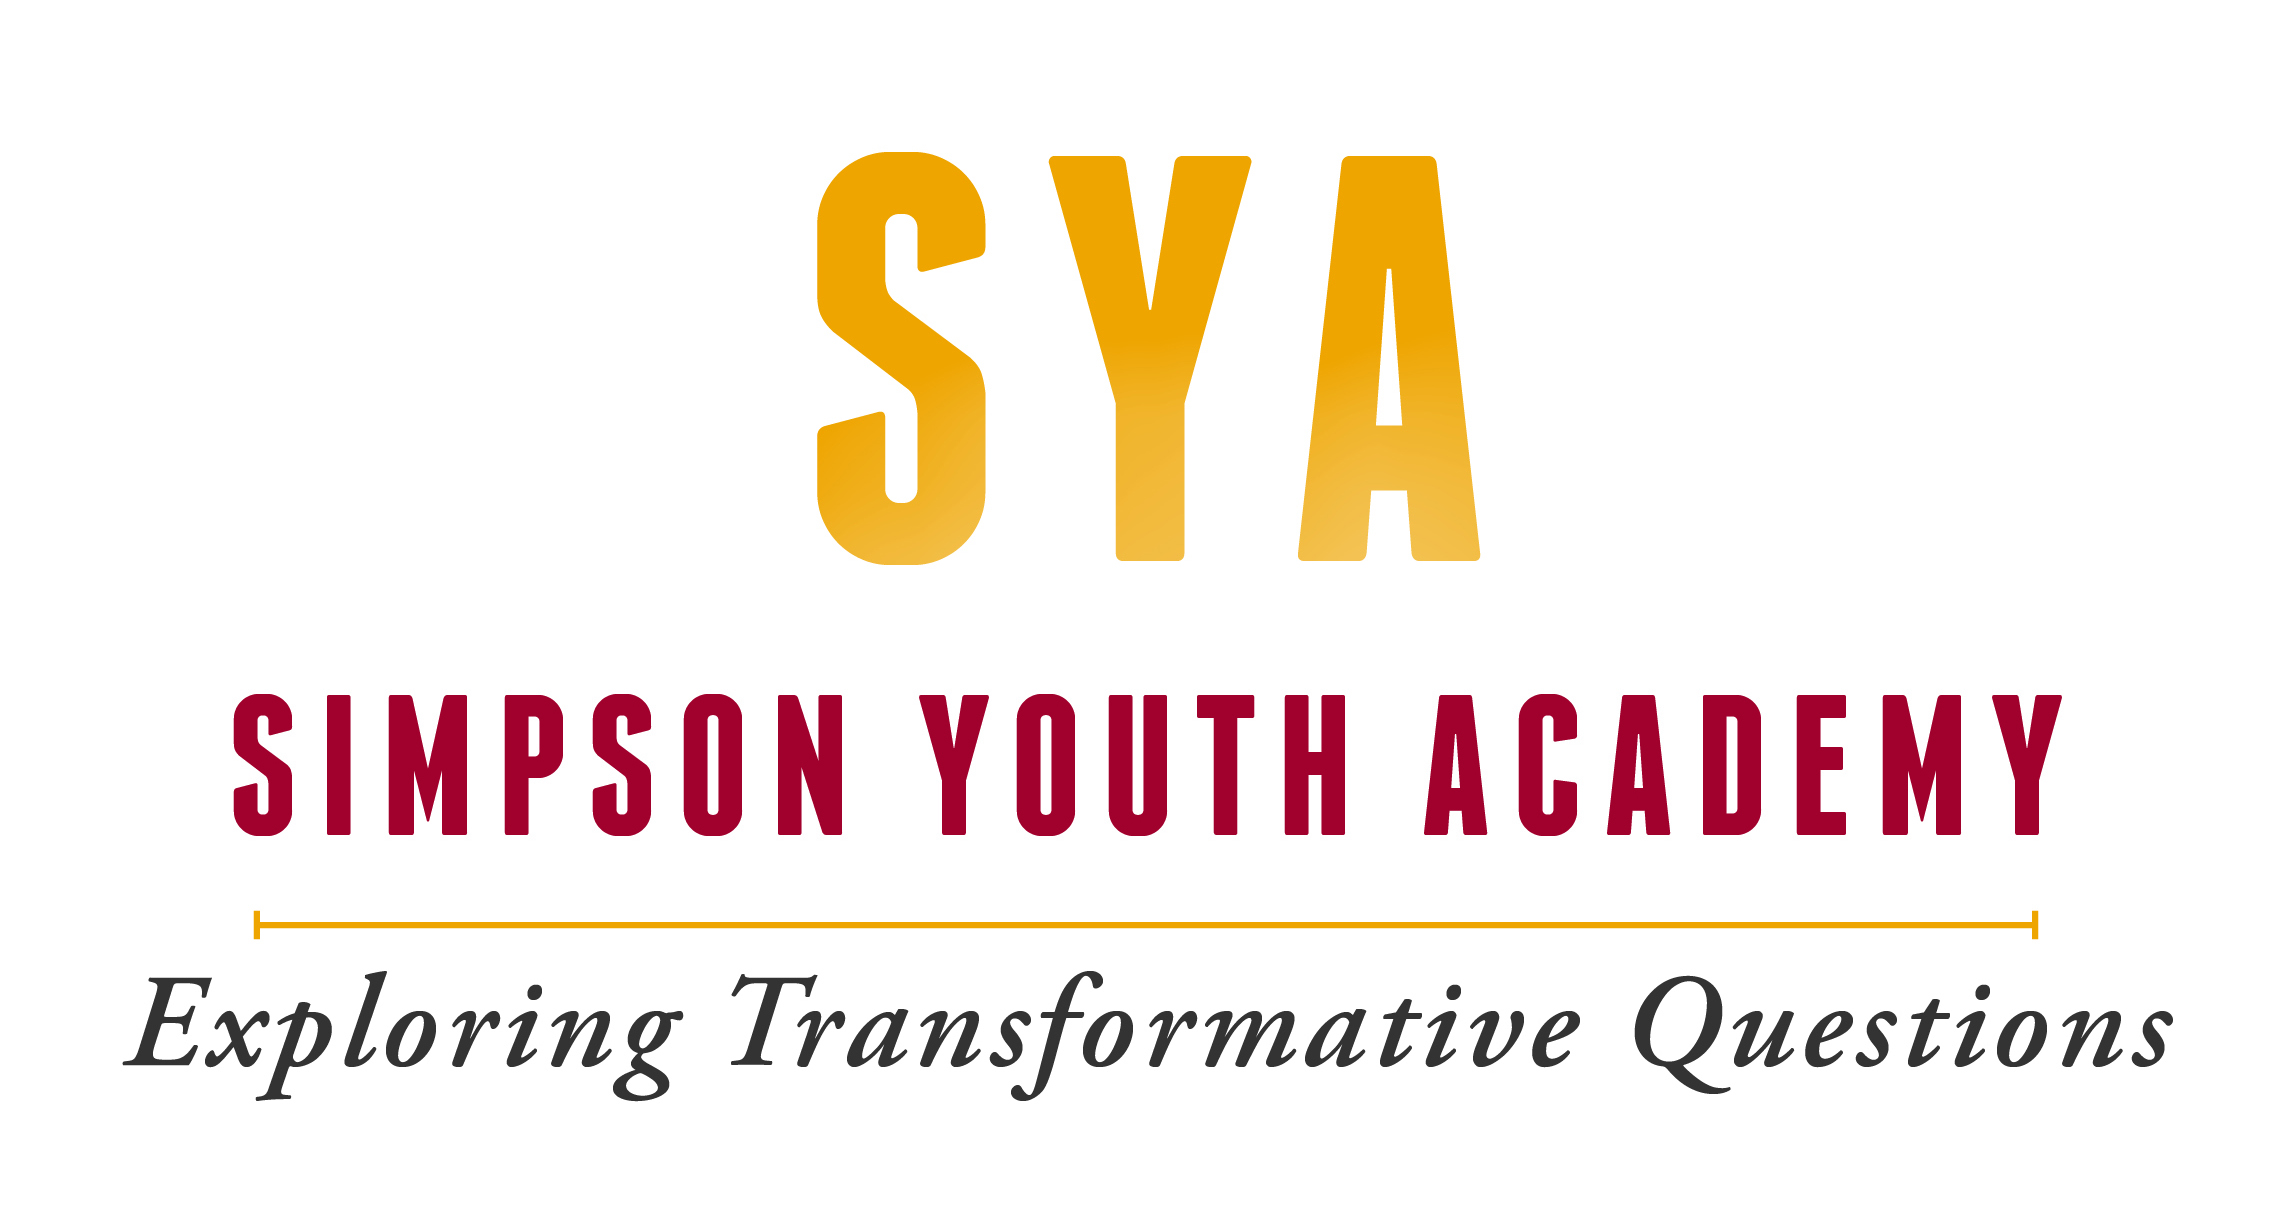 SYA
SIMPSON YOUTH ACADEMY
Exploring Transformative Questions